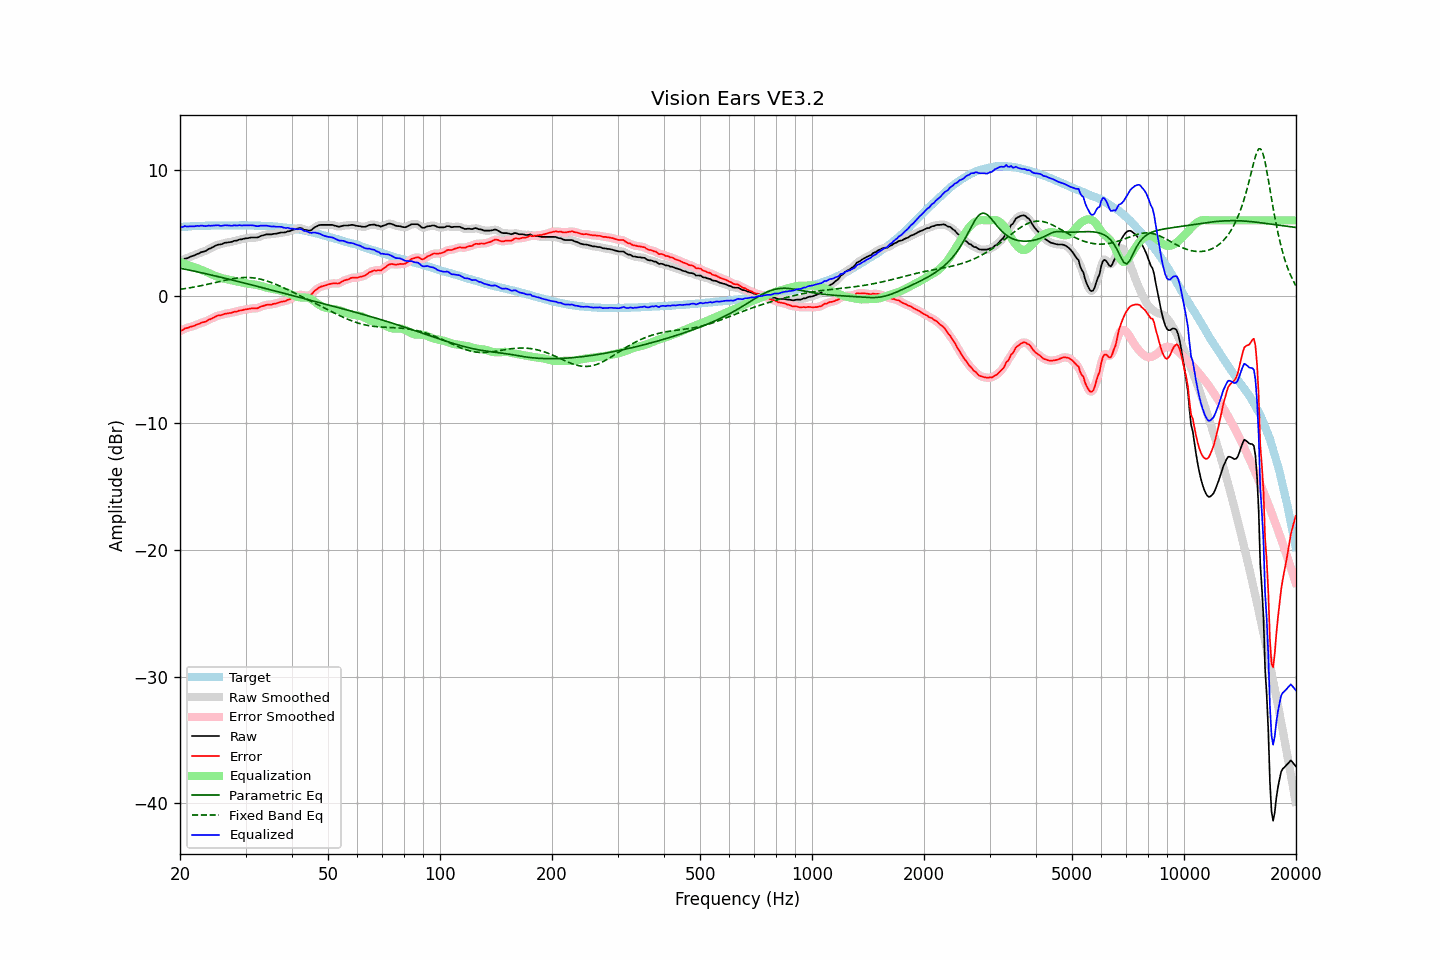 Vision Ears VE3.2
Amplitude (dBr)
10
0
−10
−20
−30
−40
Target
Raw Smoothed
Error Smoothed
Raw
Error
Equalization
Parametric Eq
Fixed Band Eq
Equalized
20 50 100 200 500 1000 2000 5000 10000 20000
Frequency (Hz)